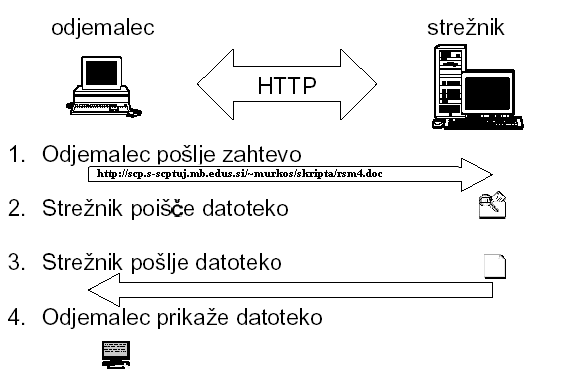 odjemalec strežnik
HTTP
1. Odjemalec pošlje zahtevo
http://scp.s-scptuj.mb.edus.si/~murkos/skripta/rsm4.doc
2. Strežnik poišče datoteko
3. Strežnik pošlje datoteko
4. Odjemalec prikaže datoteko